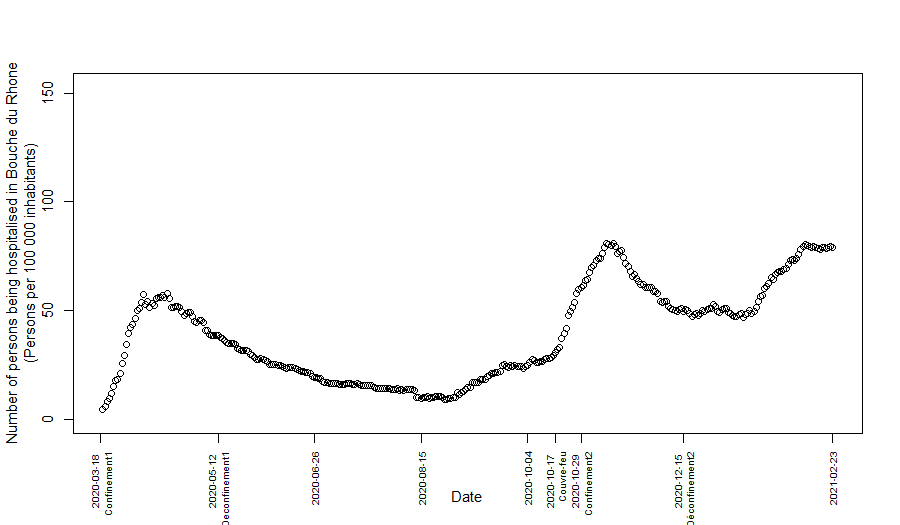 Number of persons being hospitalised in Bouche du Rhone
(Persons per 100 000 inhabitants)
150
100
50
0
2020-03-18
Confinement1
2020-05-12
Déconfinement1
2020-06-26
2020-08-15
2020-10-04
2020-10-17
Couvre-feu
2020-10-29
Confinement2
2020-12-15
Déconfinement2
2021-02-23
Date